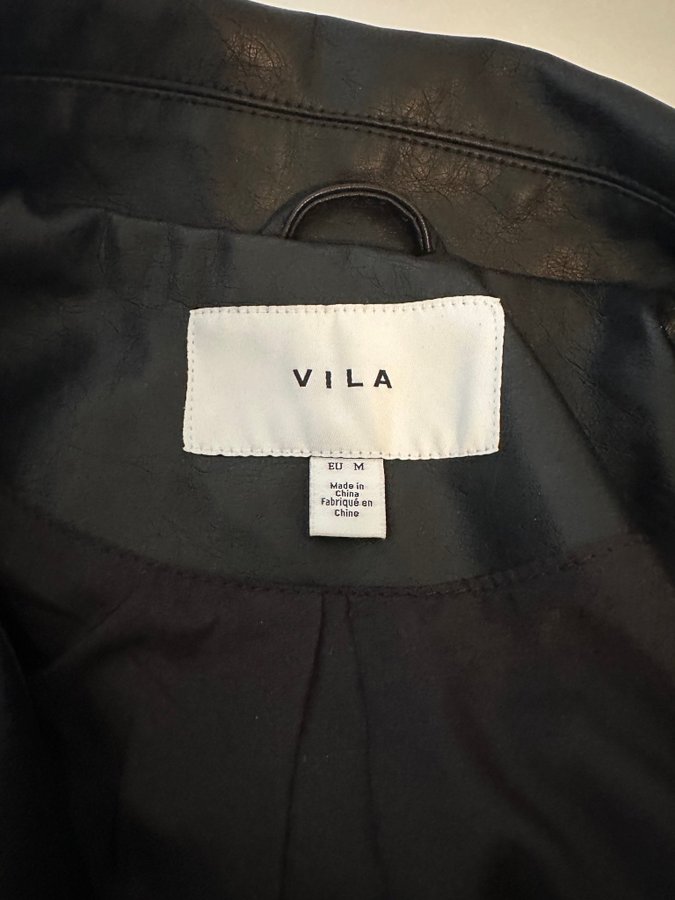 VILA
EU M
Made in
China
Fabriqué en
Chine